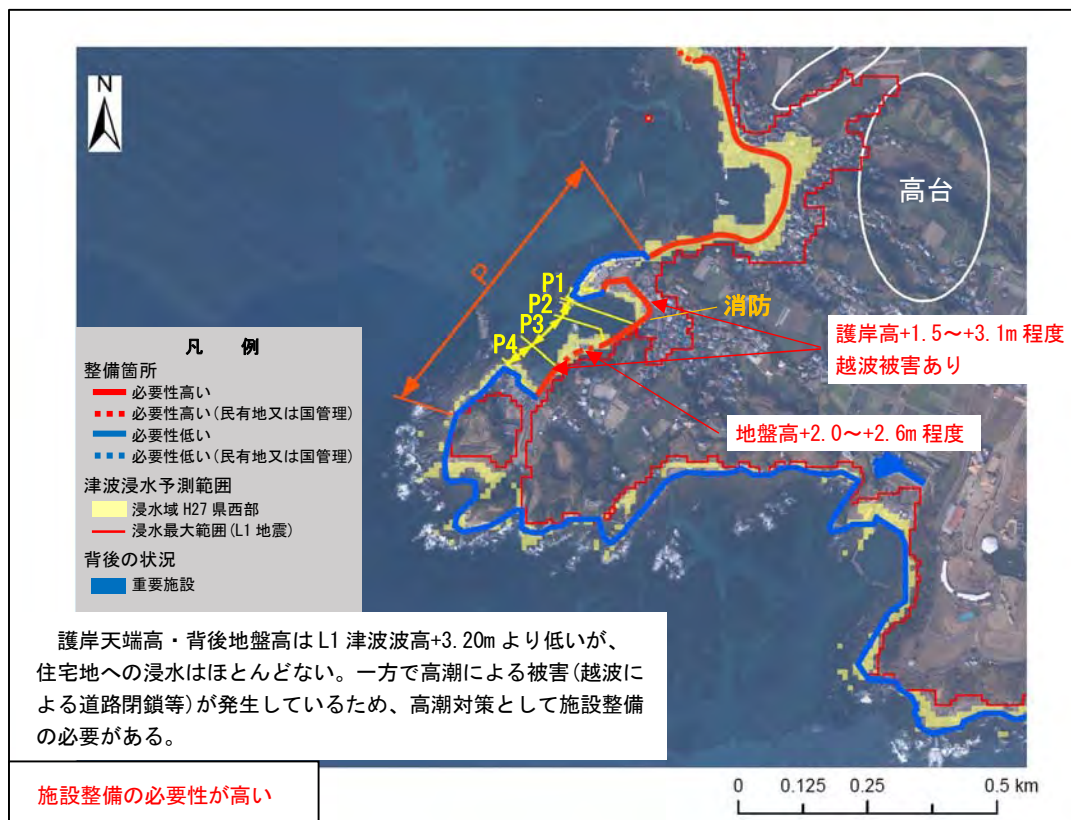 N
高台
P
P1
P2
P3
P4
消防
護岸高+1.5～+3.1m 程度
越波被害あり
地盤高+2.0～+2.6m 程度
凡　例
整備箇所
必要性高い
必要性高い(民有地又は国管理)
必要性低い
必要性低い(民有地又は国管理)
津波浸水予測範囲
浸水域 H27 県西部
浸水最大範囲(L1 地震)
背後の状況
重要施設
護岸天端高・背後地盤高は L1 津波波高+3.20m より低いが、
住宅地への浸水はほとんどない。一方で高潮による被害(越波に
よる道路閉鎖等)が発生しているため、高潮対策として施設整備
の必要がある。
施設整備の必要性が高い
0 0.125 0.25 0.5 km